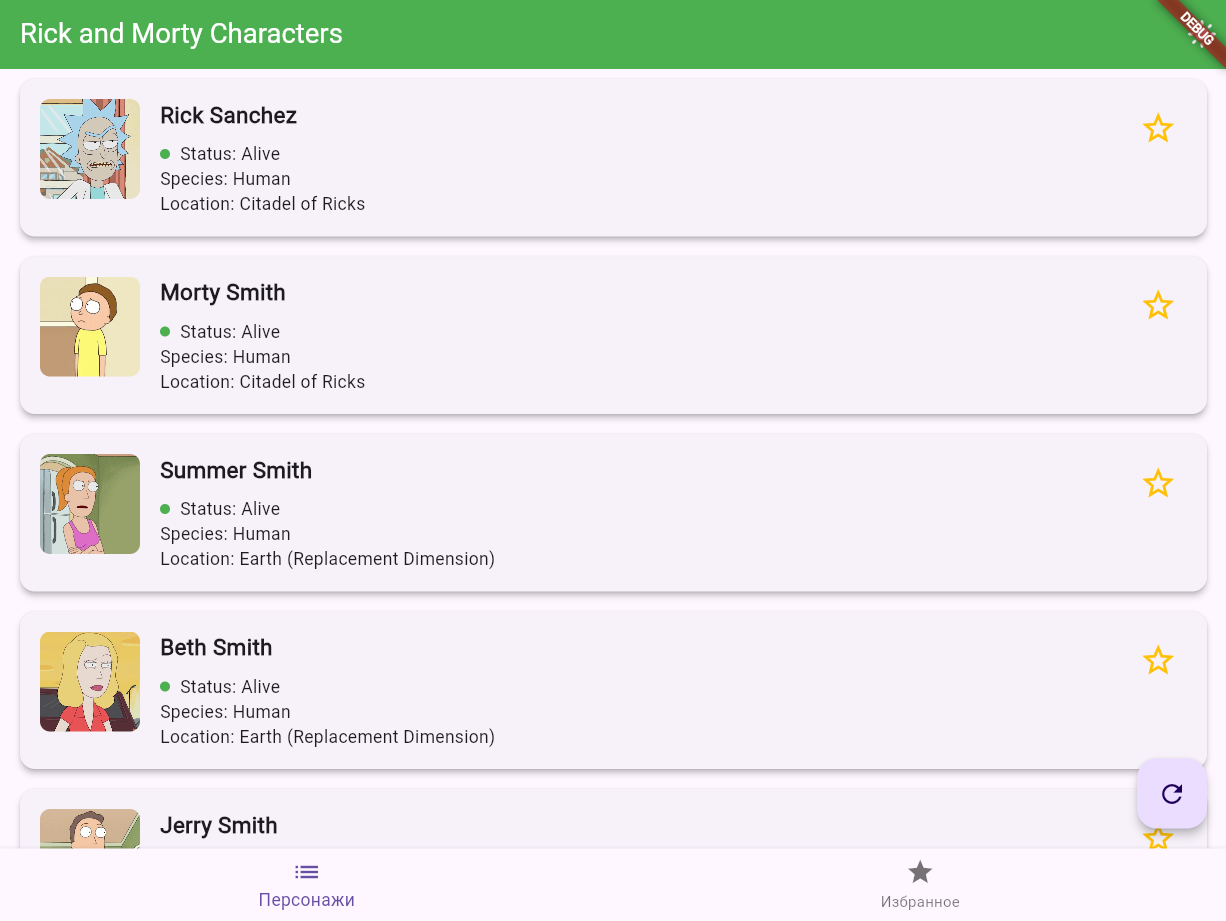 Rick and Morty Characters
DEBUG
Rick Sanchez
Status: Alive
Species: Human
Location: Citadel of Ricks
Morty Smith
Status: Alive
Species: Human
Location: Citadel of Ricks
Summer Smith
Status: Alive
Species: Human
Location: Earth (Replacement Dimension)
Beth Smith
Status: Alive
Species: Human
Location: Earth (Replacement Dimension)
Jerry Smith
Персонажи
Избранное